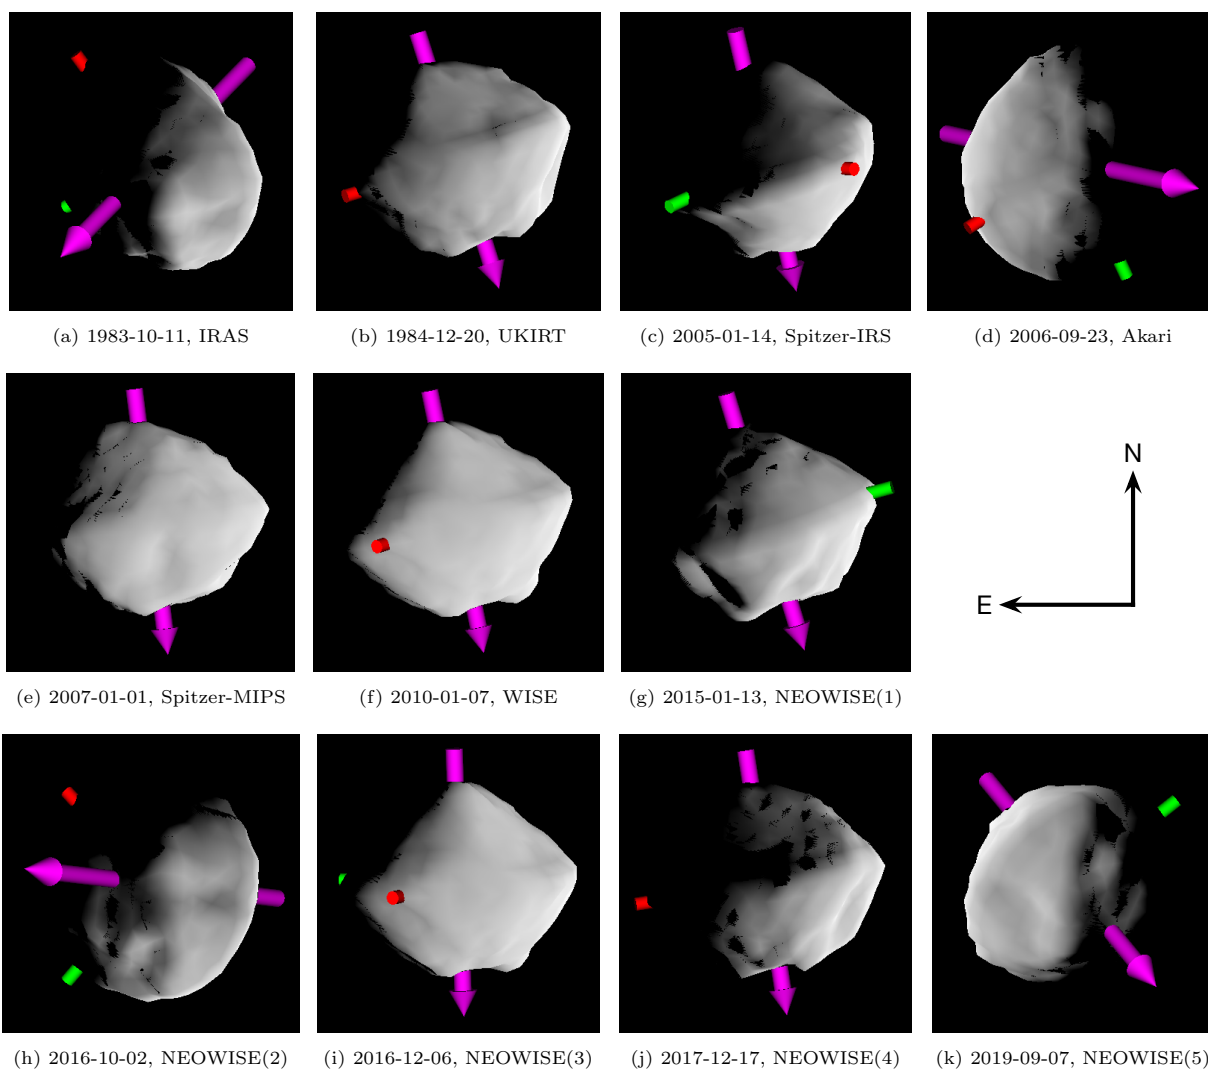 (a) 1983-10-11, IRAS
(b) 1984-12-20, UKIRT
(c) 2005-01-14, Spitzer-IRS
(d) 2006-09-23, Akari
N
E
(e) 2007-01-01, Spitzer-MIPS
(f) 2010-01-07, WISE
(g) 2015-01-13, NEOWISE(1)
(h) 2016-10-02, NEOWISE(2)
(i) 2016-12-06, NEOWISE(3)
(j) 2017-12-17, NEOWISE(4)
(k) 2019-09-07, NEOWISE(5)